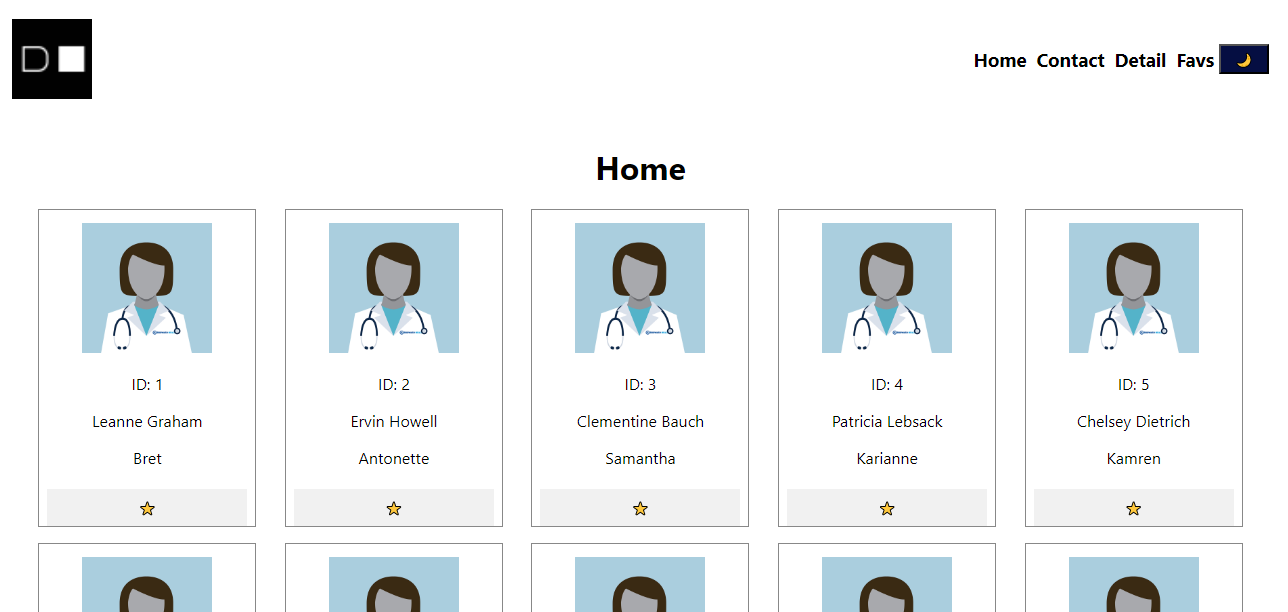 D
Home Contact Detail Favs 🌙
Home
ID: 1
Leanne Graham
Bret
⭐
ID: 2
Ervin Howell
Antonette
⭐
ID: 3
Clementine Bauch
Samantha
⭐
ID: 4
Patricia Lebsack
Karianne
⭐
ID: 5
Chelsey Dietrich
Kamren
⭐